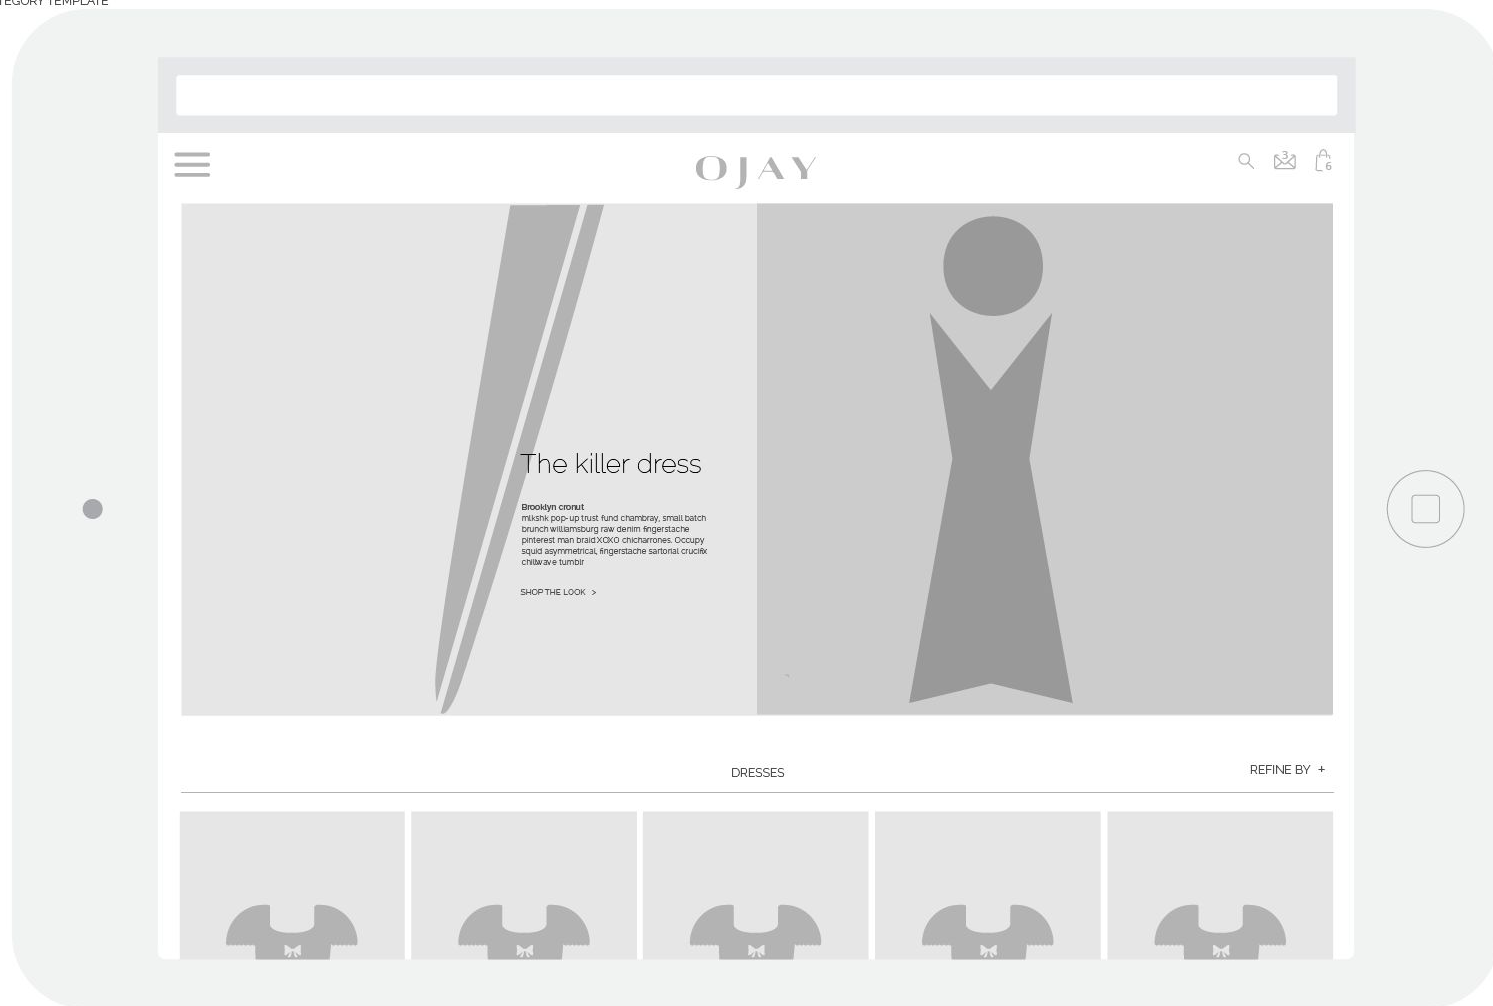 TEGORY TEMPLATE
OJAY
3
6
The killer dress
Brooklyn cronut
mlkshk pop-up trust fund chambray, small batch
brunch williamsburg raw denim fingerstache
pinterest man braid XOXO chicharrones. Occupy
squid asymmetrical, fingerstache sartorial crucifix
chillwave tumblr
SHOP THE LOOK >
DRESSES
REFINE BY +